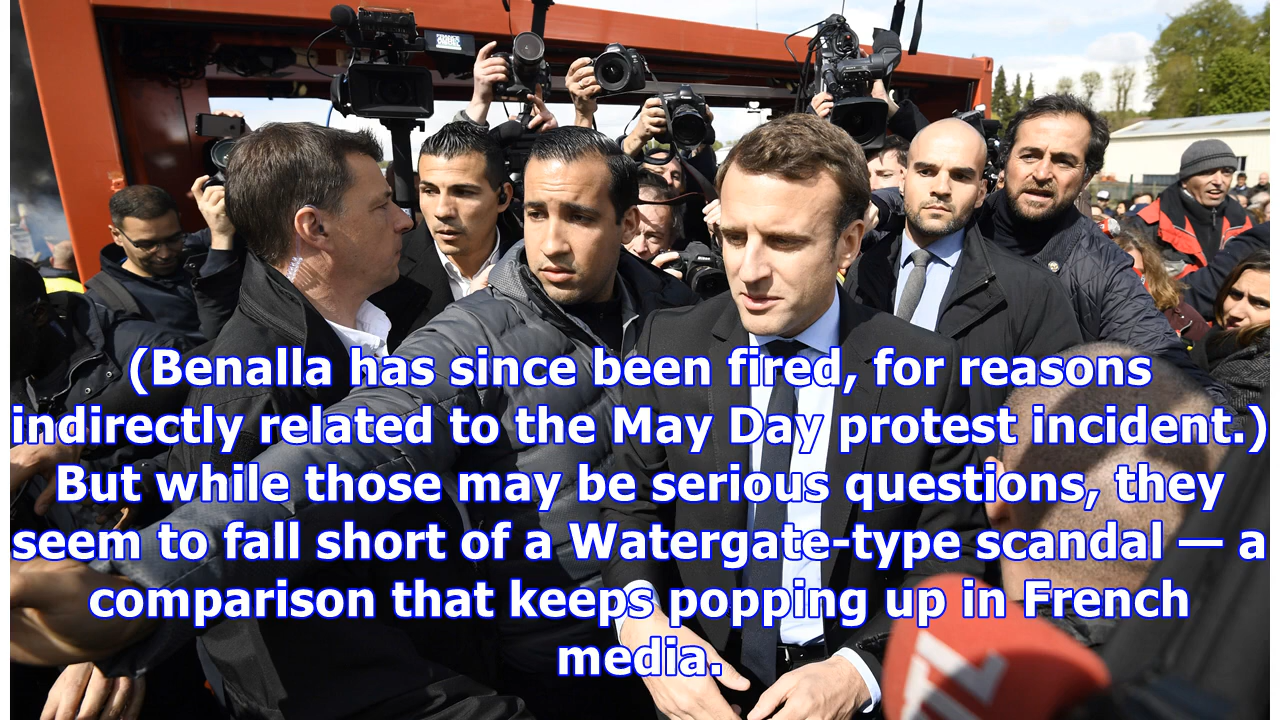 (Benalla has since been fired, for reasons
indirectly related to the May Day protest incident.)
But while those may be serious questions, they
seem to fall short of a Watergate-type scandal — a
comparison that keeps popping up in French
media.
RTL